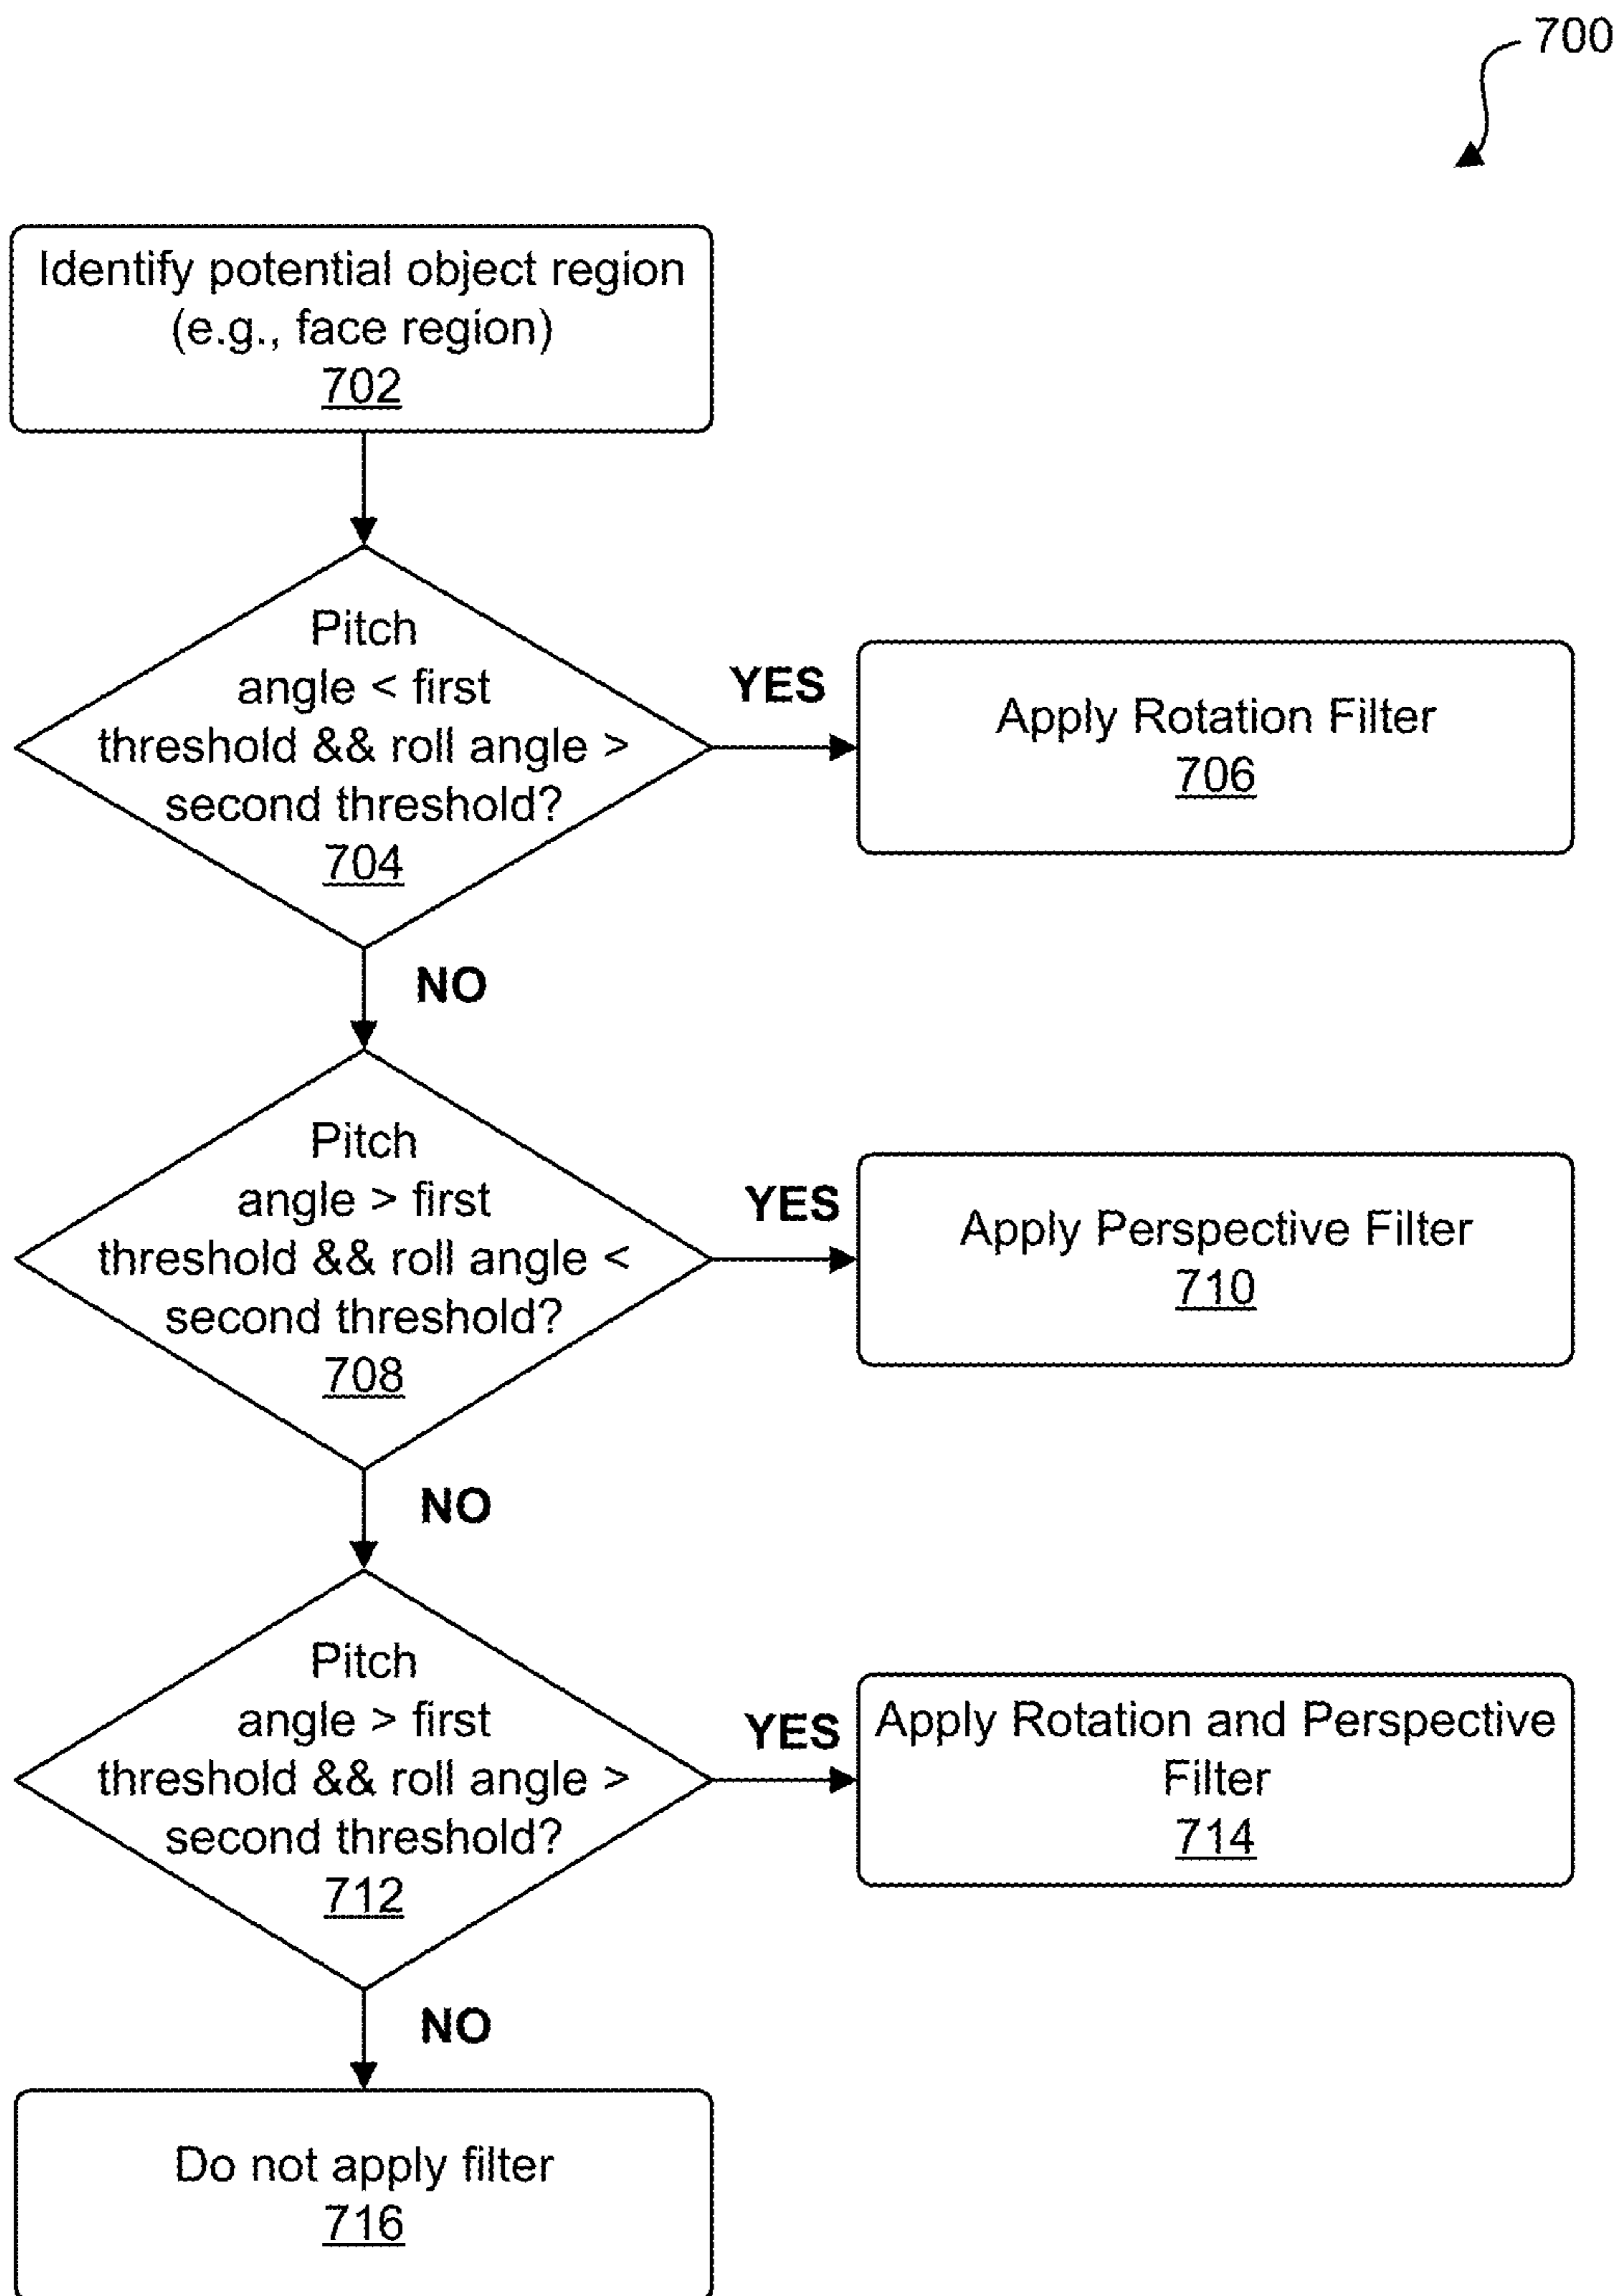 700
Identify potential object region
(e.g., face region)
702
Pitch
angle < first
threshold && roll angle >
second threshold?
704
YES
Apply Rotation Filter
706
NO
Pitch
angle > first
threshold && roll angle <
second threshold?
708
YES
Apply Perspective Filter
710
NO
Pitch
angle > first
threshold && roll angle >
second threshold?
712
YES
Apply Rotation and Perspective
Filter
714
NO
Do not apply filter
716